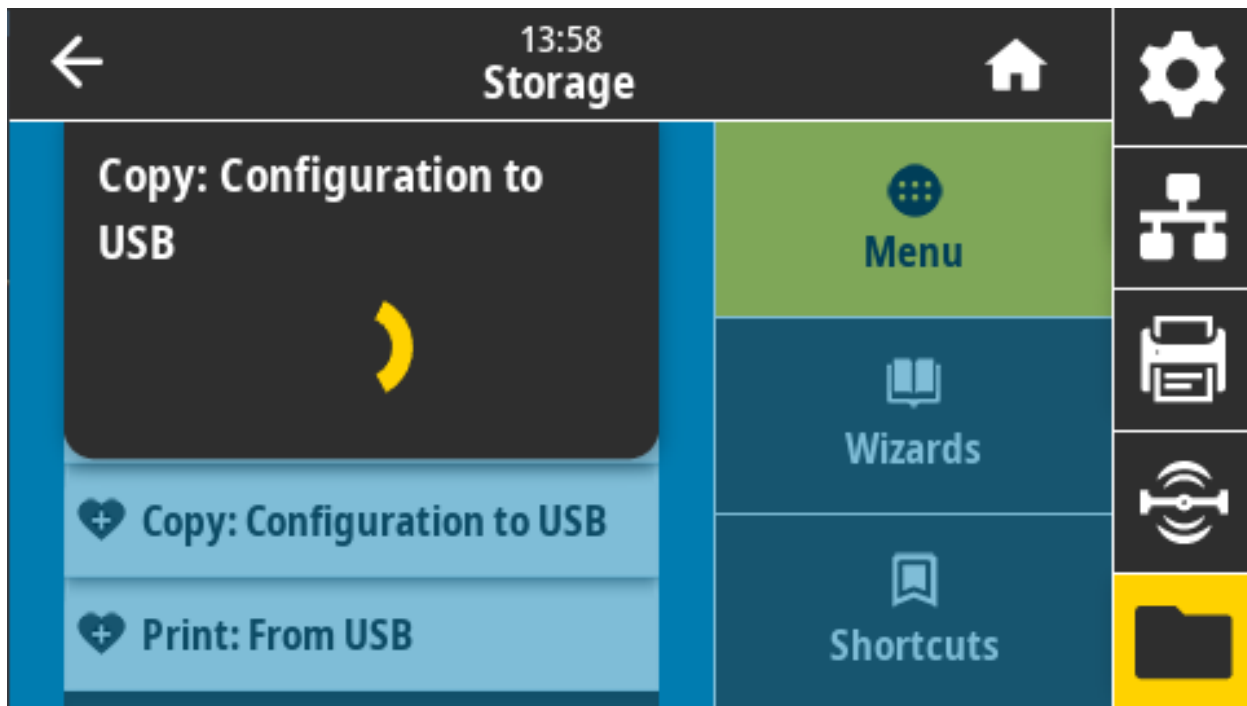 13:58
Storage
Copy: Configuration to
USB
Copy: Configuration to USB
Print: From USB
Menu
Wizards
Shortcuts